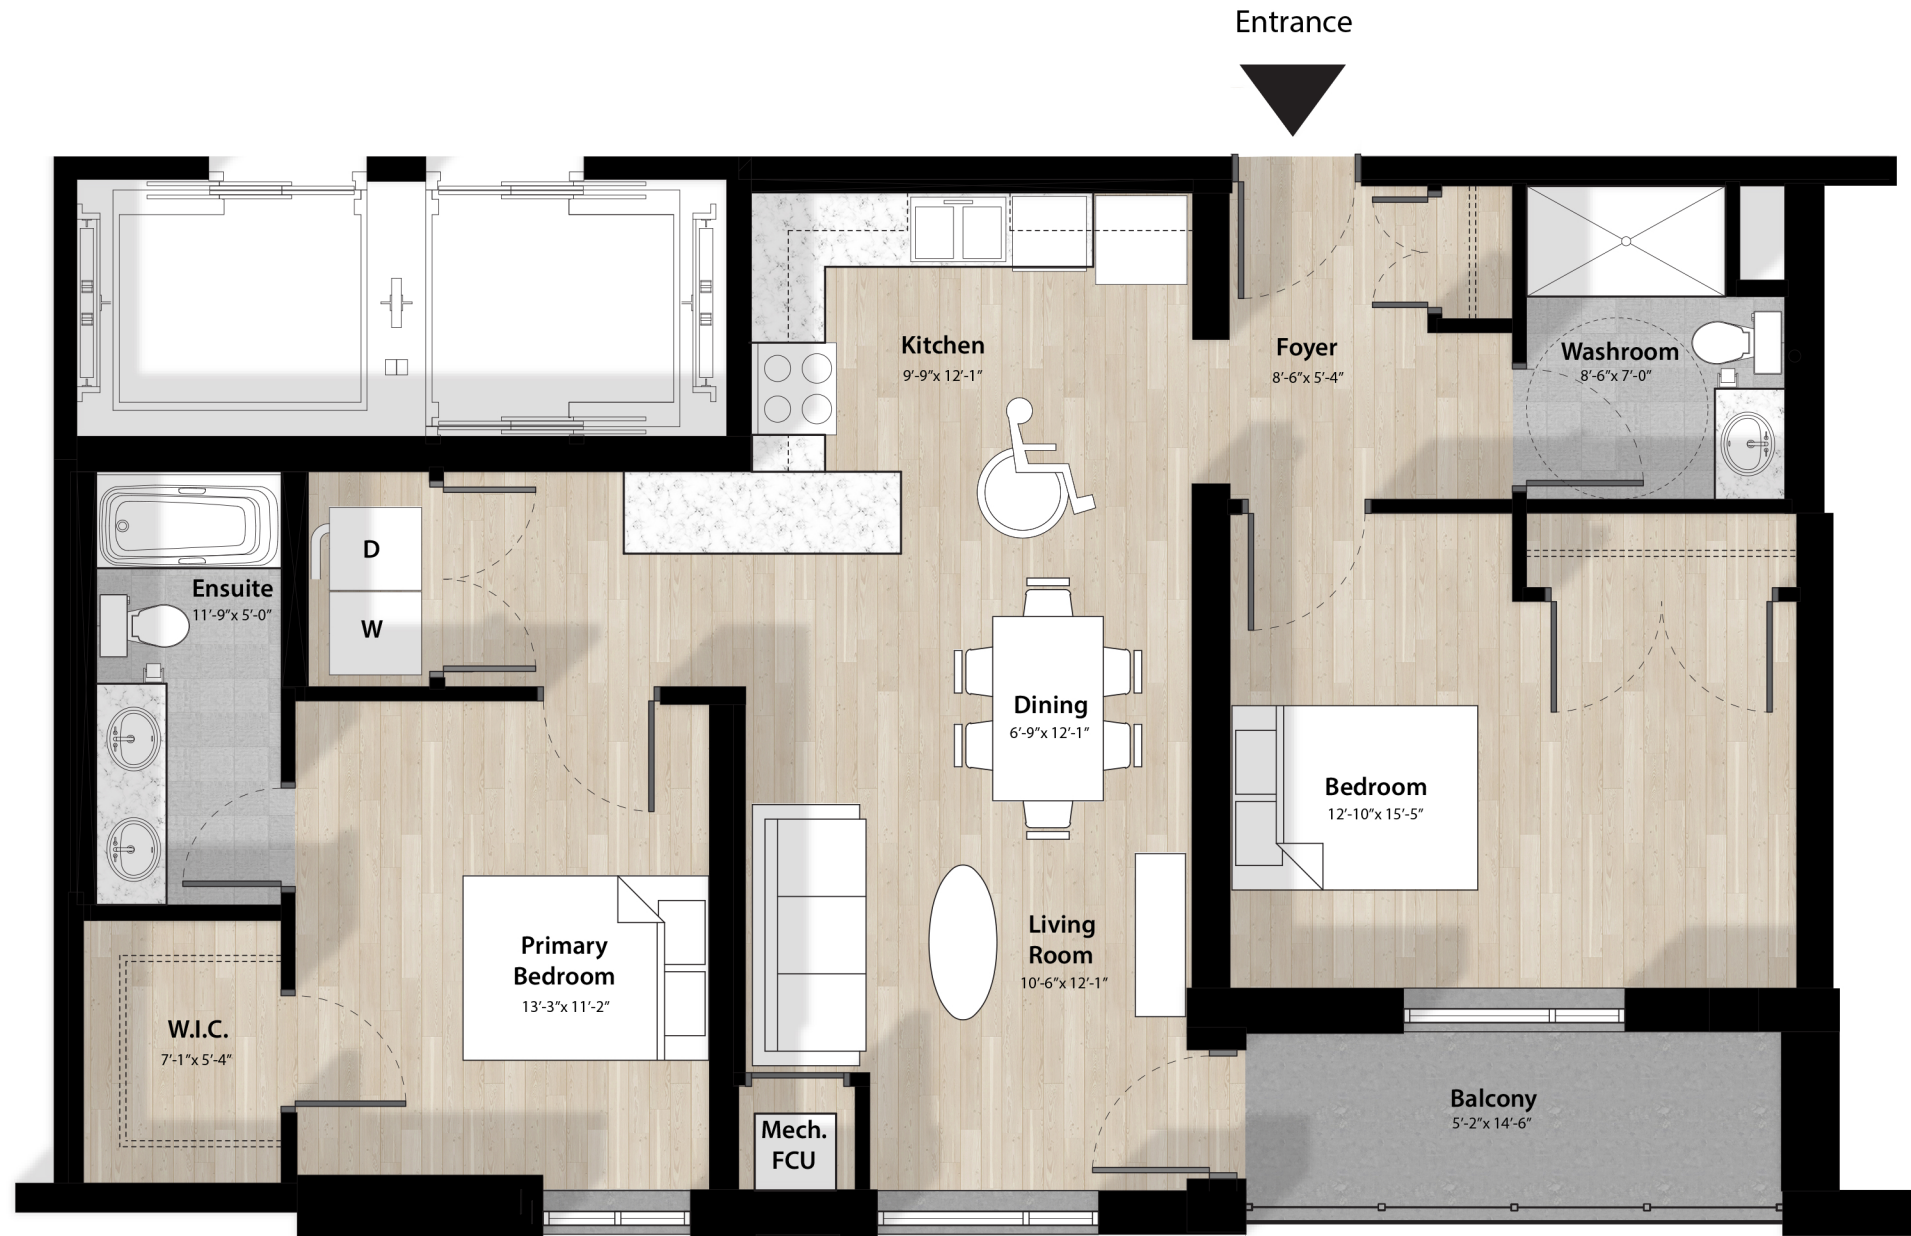 Entrance
Kitchen
9'-9"x 12'-1"
Foyer
8'-6"x 5'-4"
Washroom
8'-6"x 7'-0"
D
W
Ensuite
11'-9"x 5'-0"
Dining
6'-9"x 12'-1"
Bedroom
12'-10"x 15'-5"
Primary
Bedroom
13'-3"x 11'-2"
Living
Room
10'-6"x 12'-1"
W.I.C.
7'-1"x 5'-4"
Mech.
FCU
Balcony
5'-2"x 14'-6"